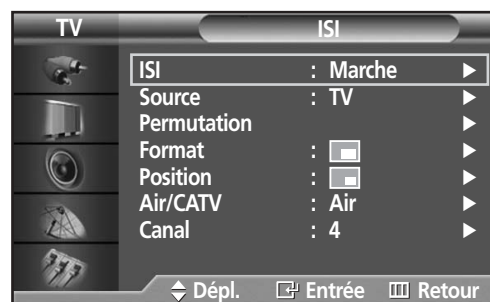 TV ISI
ISI : Marche
Source : TV
Permutation
Format :
Position :
Air/CATV : Air
Canal : 4
Dépl. Entrée Retour